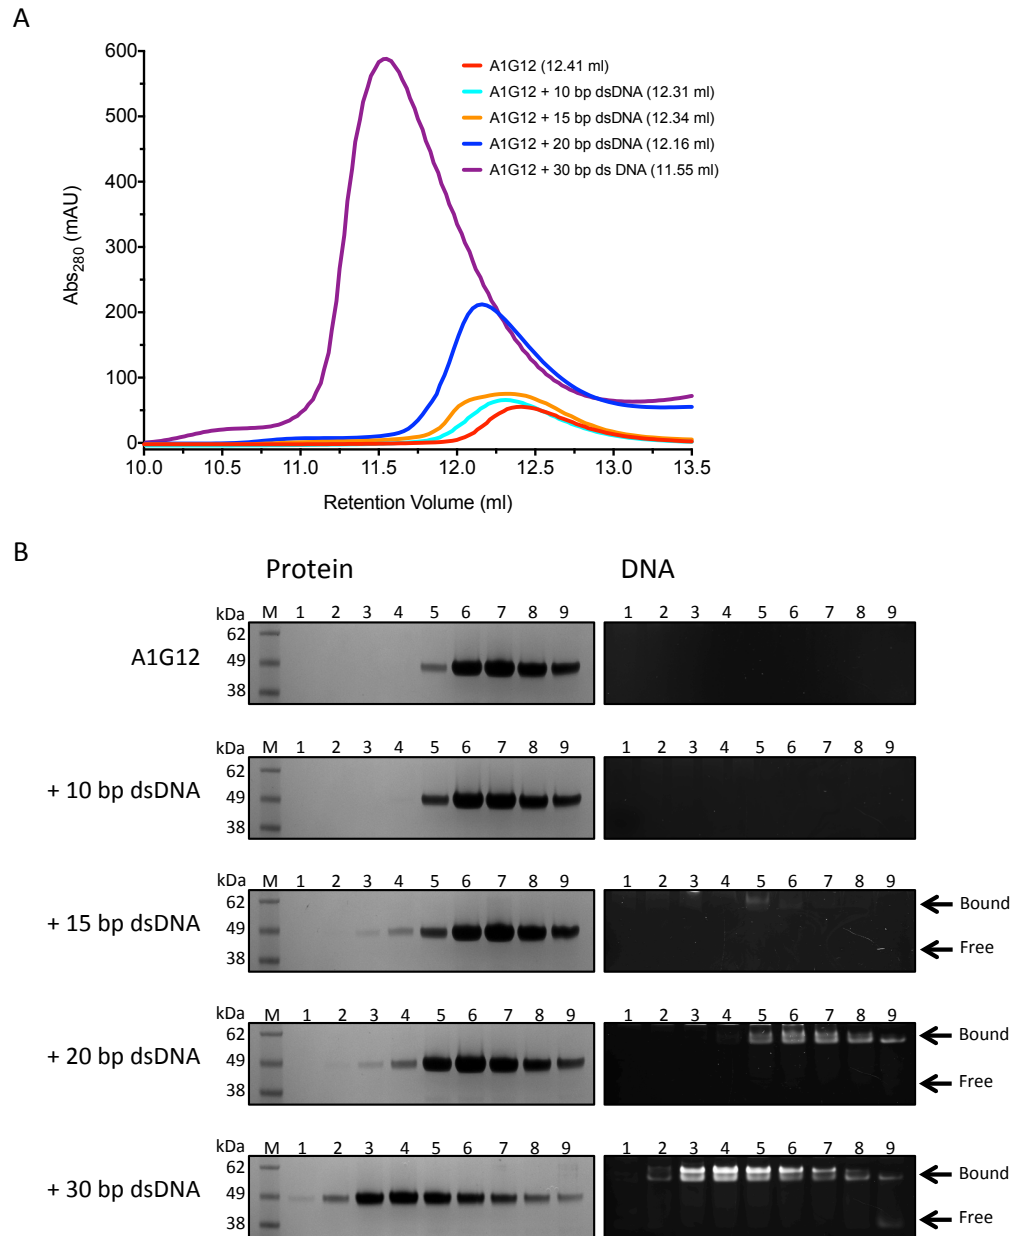 A
600
500
400
300
200
100
0
Abs280 (mAU)
A1G12 (12.41 ml)
A1G12 + 10 bp dsDNA (12.31 ml)
A1G12 + 15 bp dsDNA (12.34 ml)
A1G12 + 20 bp dsDNA (12.16 ml)
A1G12 + 30 bp ds DNA (11.55 ml)
10.0 10.5 11.0 11.5 12.0 12.5 13.0 13.5
Retention Volume (ml)
B
Protein DNA
kDa M 1 2 3 4 5 6 7 8 9 1 2 3 4 5 6 7 8 9
62
A1G12 49
38
kDa M 1 2 3 4 5 6 7 8 9 1 2 3 4 5 6 7 8 9
62
+ 10 bp dsDNA 49
38
kDa M 1 2 3 4 5 6 7 8 9 1 2 3 4 5 6 7 8 9
62 Bound
+ 15 bp dsDNA 49
38 Free
kDa M 1 2 3 4 5 6 7 8 9 1 2 3 4 5 6 7 8 9
62 Bound
+ 20 bp dsDNA 49
38 Free
kDa M 1 2 3 4 5 6 7 8 9 1 2 3 4 5 6 7 8 9
62 Bound
+ 30 bp dsDNA 49
38 Free